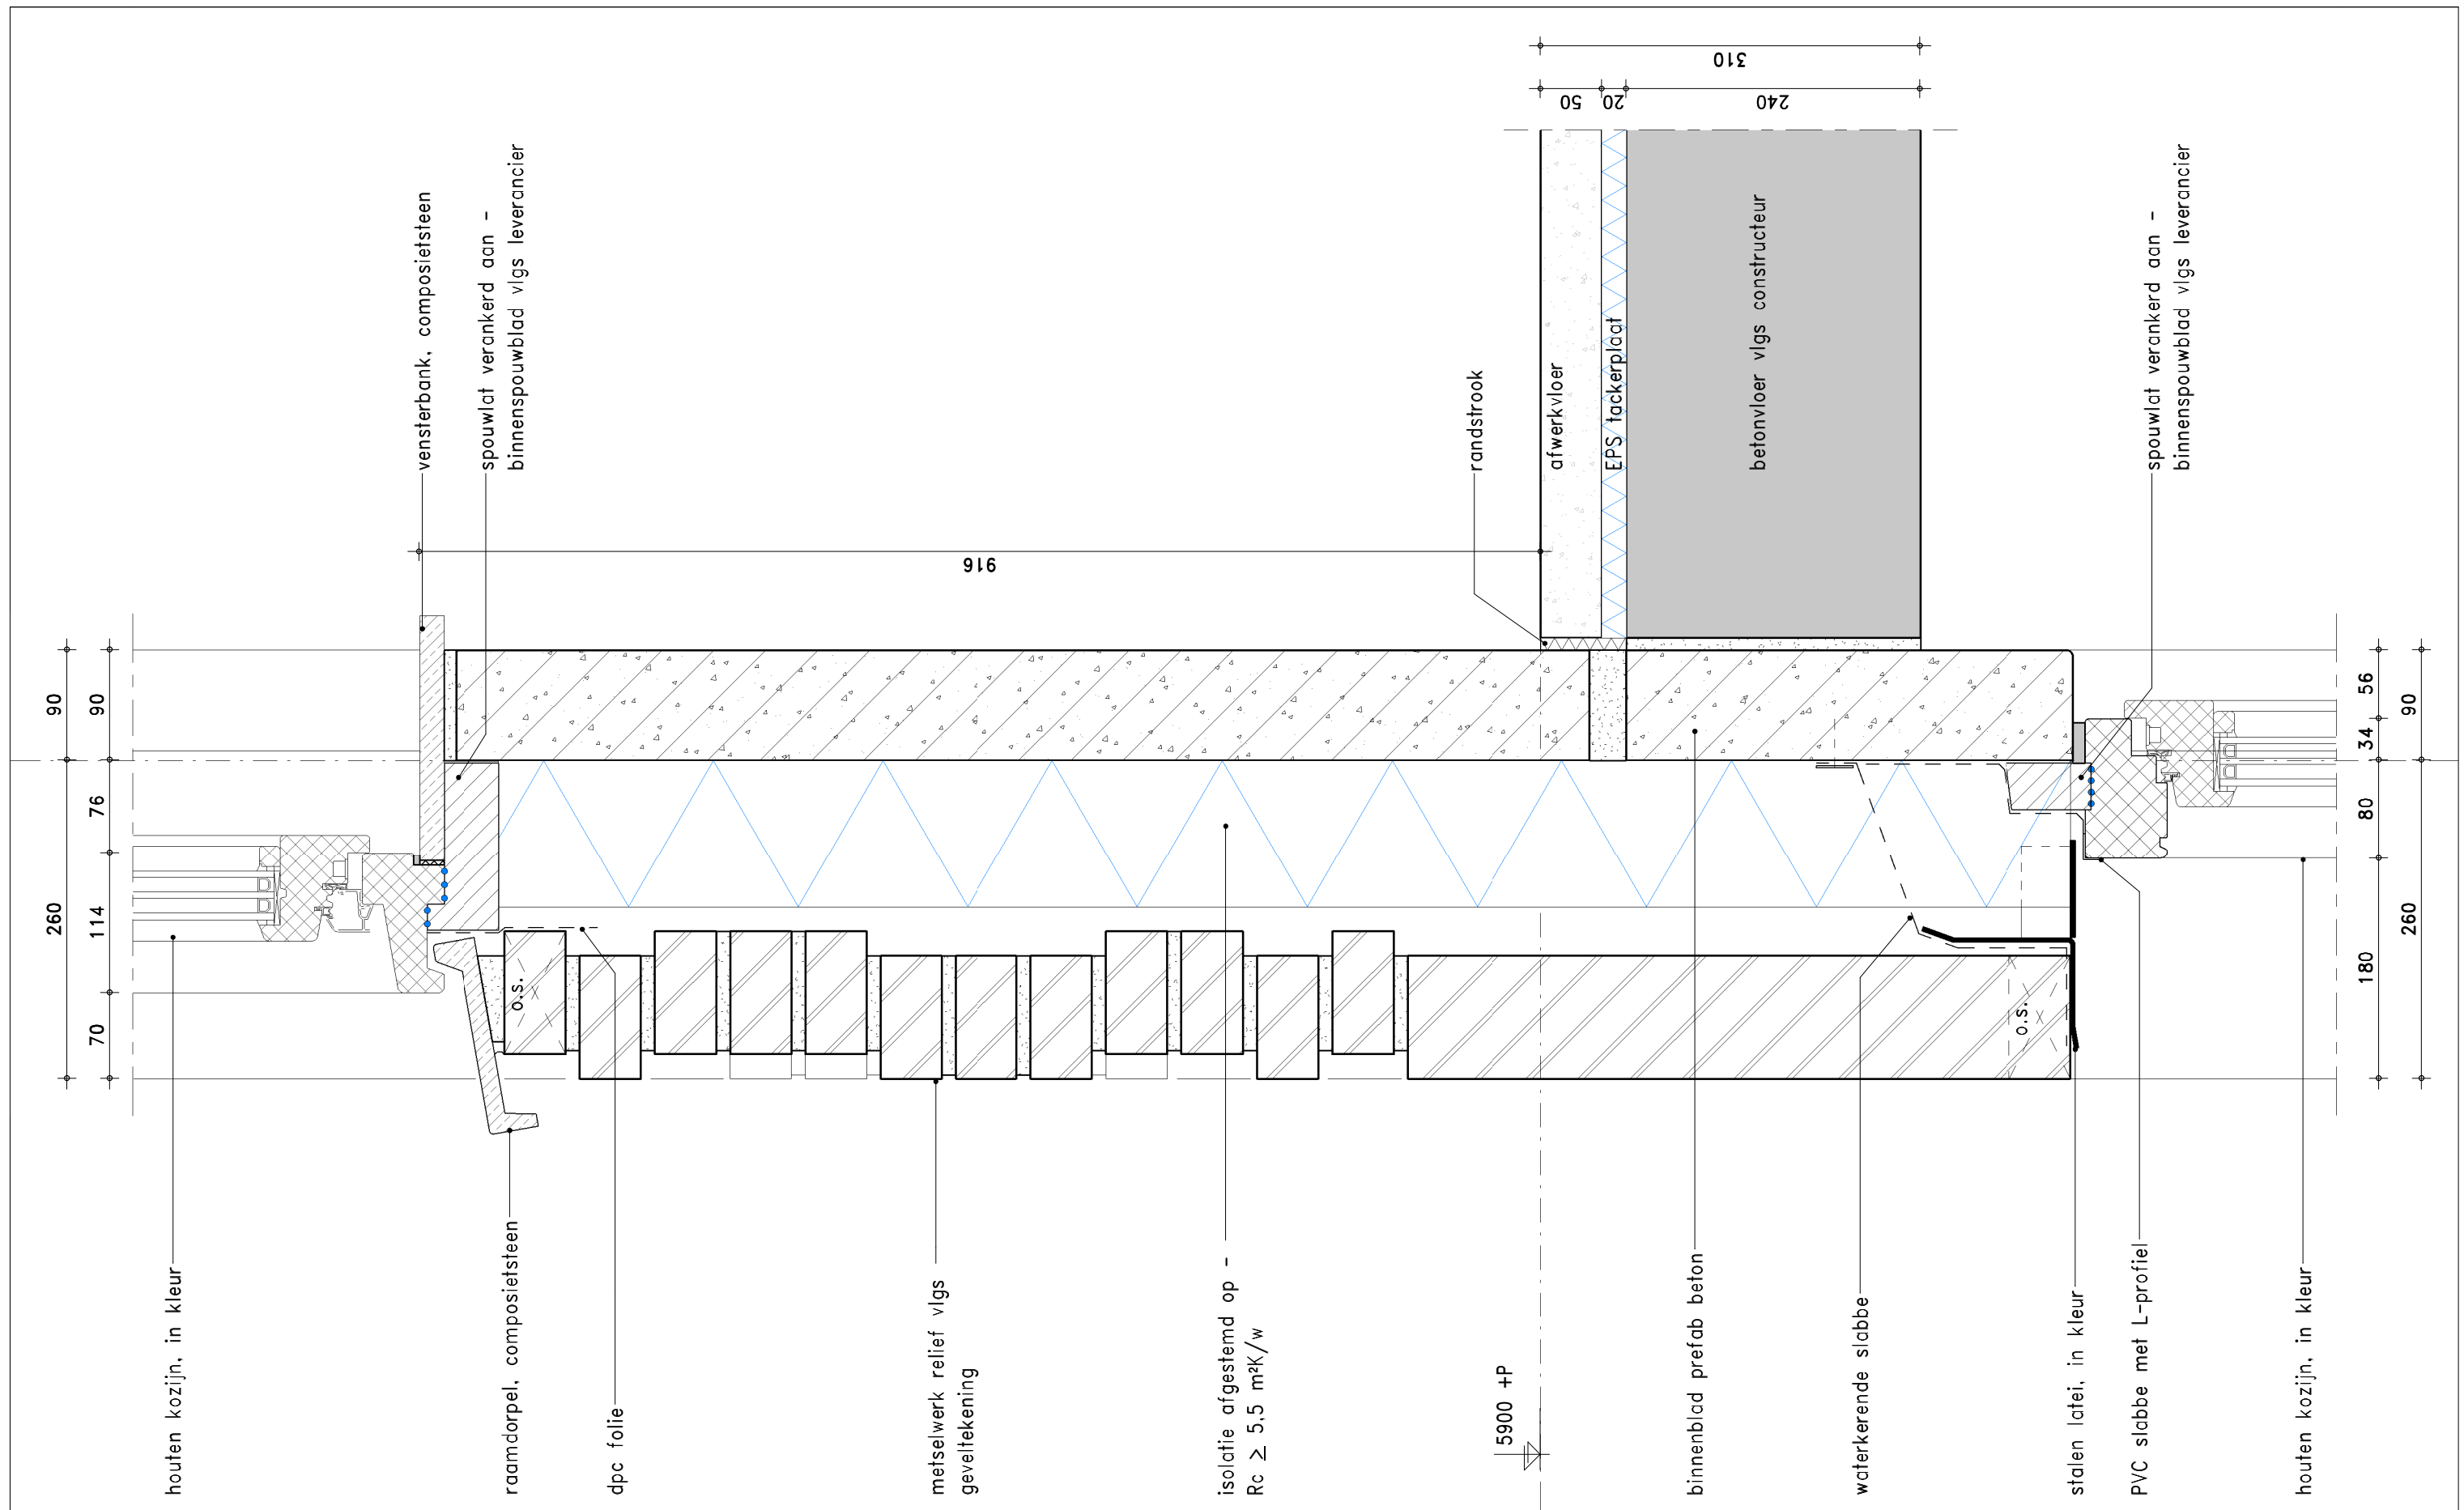 vensterbank, composietsteen
spouwlat verankerd aan -
binnenspouwblad vlgs leverancier
randstrook
afwerkvloer
EPS tackerplaat
betonvloer vlgs constructeur
spouwlat verankerd aan -
binnenspouwblad vlgs leverancier
310
50
20
240
916
90
260
90
76
114
70
56
34
80
180
90
260
o.s.
o.s.
houten kozijn, in kleur
raamdorpel, composietsteen
dpc folie
metselwerk relief vlgs
geveltekening
isolatie afgestemd op -
Rc ≥ 5,5 m²K/w
5900 +P
binnenblad prefab beton
waterkerende slabbe
stalen latei, in kleur
PVC slabbe met L-profiel
houten kozijn, in kleur